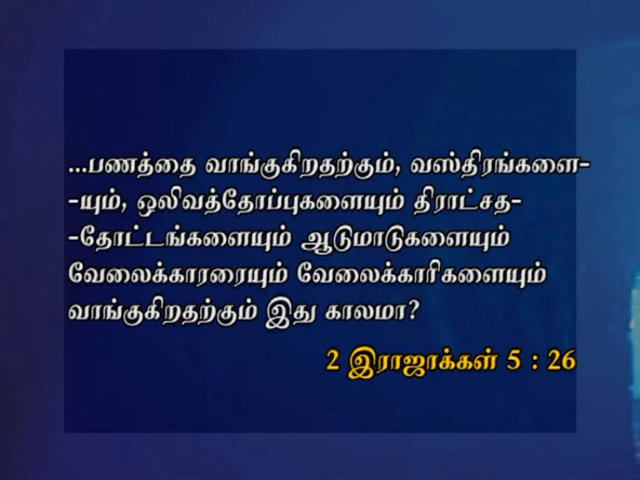 ...பணத்தை வாங்குகிறதற்கும், வஸ்திரங்களை-
-யும், ஒலிவத்தோப்புகளையும் திராட்சத-
-தோட்டங்களையும் ஆடுமாடுகளையும்
வேலைக்காரரையும் வேலைக்காரிகளையும்
வாங்குகிறதற்கும் இது காலமா?
2 இராஜாக்கள் 5 : 26